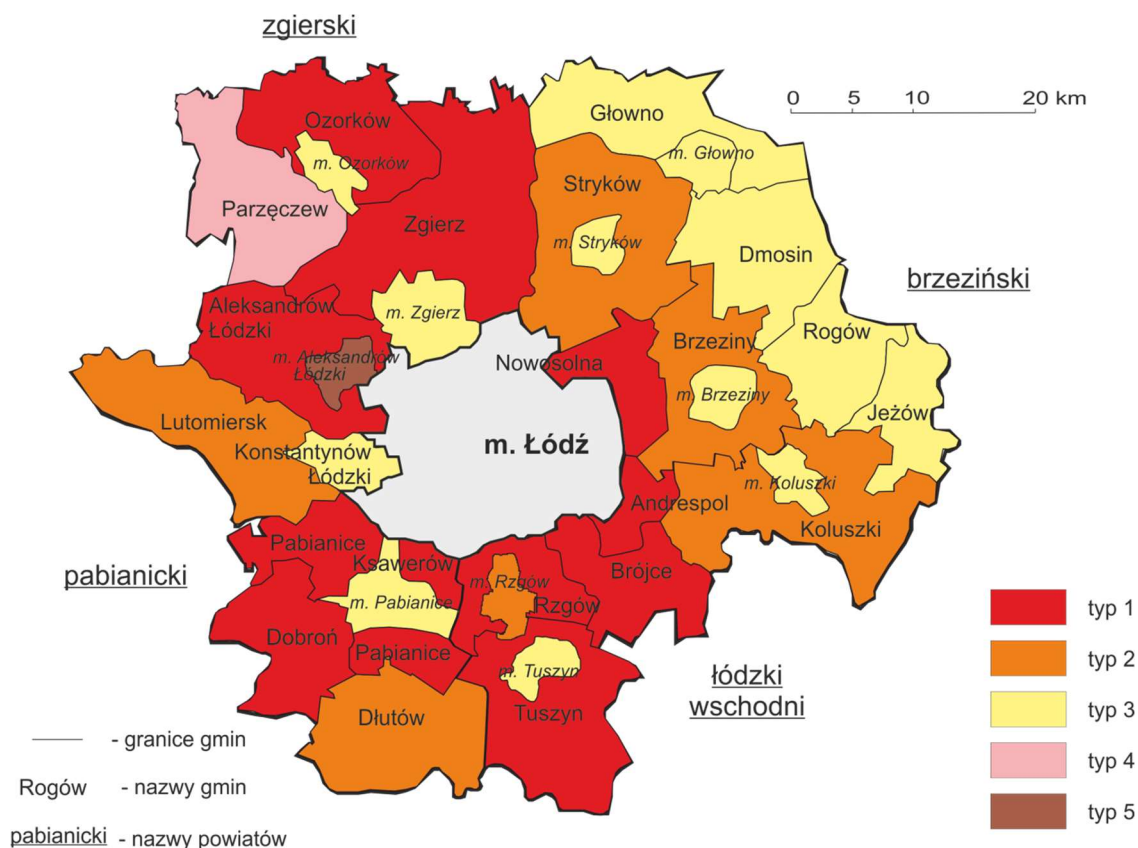 zgierski
0 5 10 20 km
Głowno
Ozorków
m. Głowno
m. Ozorków
Stryków
Parzęczew
Zgierz
m. Stryków
Dmosin
brzeziński
Aleksandrów
Łódzki
m. Zgierz
Rogów
Brzeziny
Nowosolna
m. Aleksandrów
Łódzki
m. Brzeziny
Jeżów
Lutomiersk
m. Łódź
Konstantynów
Łódzki
m. Koluszki
Andrespol
Koluszki
Pabianice
Ksawerów
pabianicki
Brójce
m. Rzgów
m. Pabianice
Rzgów
typ 1
Dobroń
Pabianice
typ 2
m. Tuszyn
łódzki
wschodni
Dłutów
Tuszyn
typ 3
- granice gmin
typ 4
Rogów - nazwy gmin
typ 5
pabianicki - nazwy powiatów